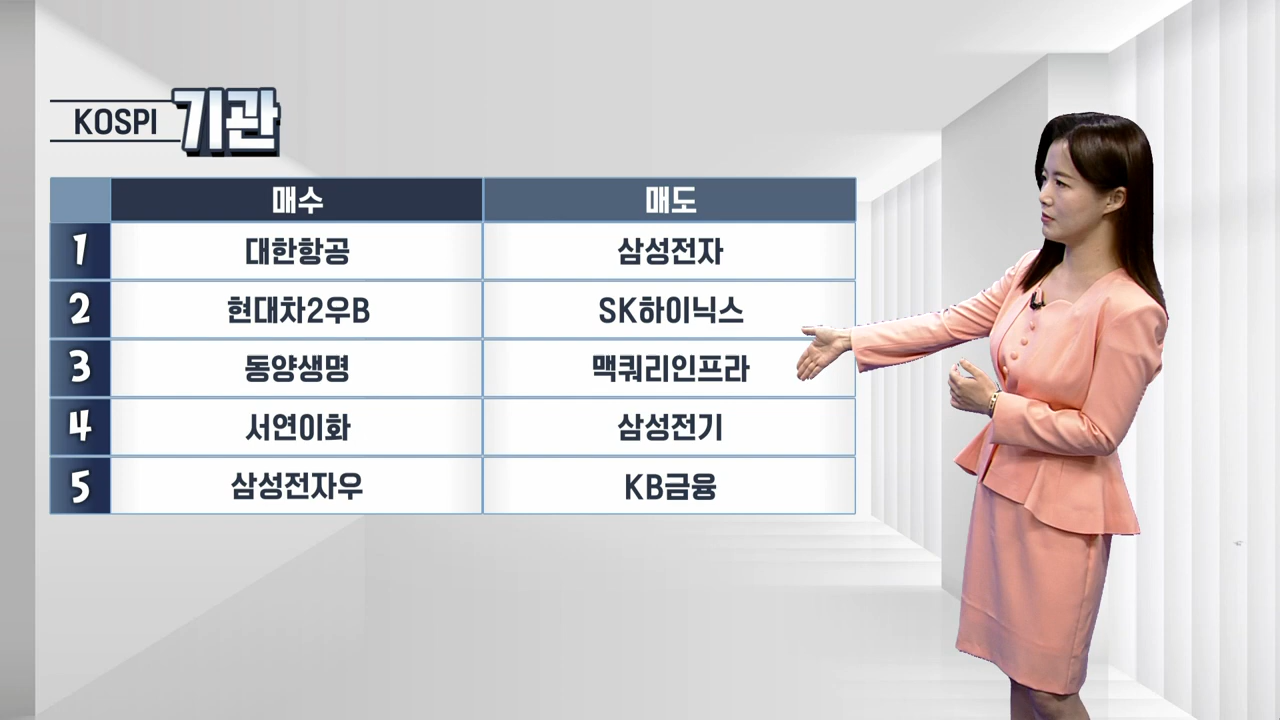 KOSPI 기관
매수 매도
1 대한항공 삼성전자
2 현대차2우B SK하이닉스
3 동양생명 맥쿼리인프라
4 서연이화 삼성전기
5 삼성전자우 KB금융